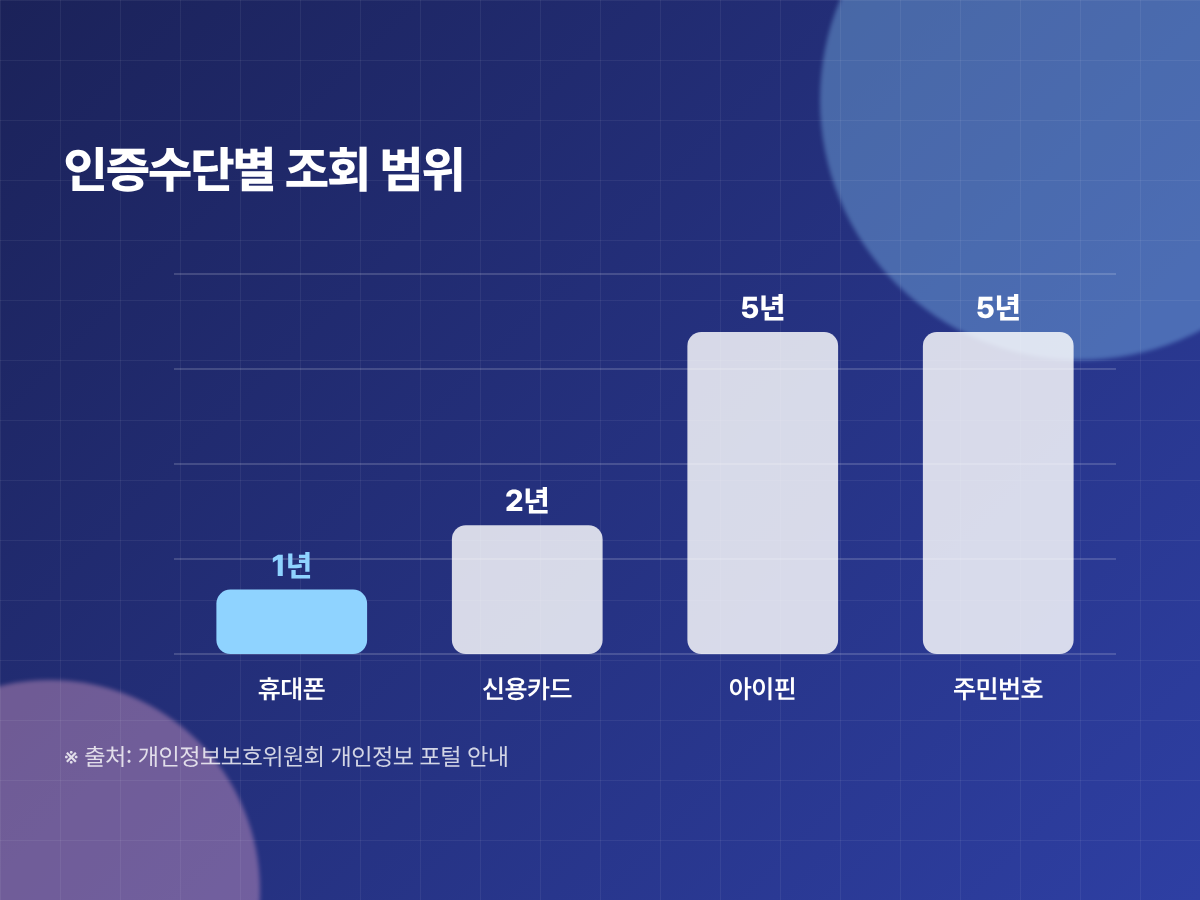 인증수단별 조회 범위
5년
5년
2년
1년
휴대폰
신용카드
아이핀
주민번호
※ 출처: 개인정보보호위원회 개인정보 포털 안내